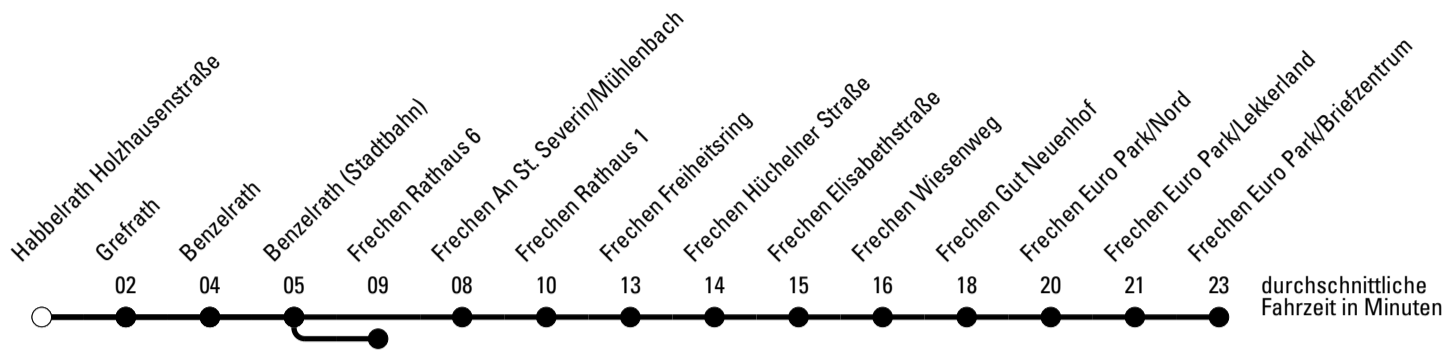 Habbelrath Holzhausenstraße
Grefrath
Benzelrath
Benzelrath (Stadtbahn)
Frechen Rathaus 6
Frechen An St. Severin/Mühlenbach
Frechen Rathaus 1
Frechen Freiheitsring
Frechen Hüchelner Straße
Frechen Elisabethstraße
Frechen Wiesenweg
Frechen Gut Neuenhof
Frechen Euro Park/Nord
Frechen Euro Park/Lekkerland
Frechen Euro Park/Briefzentrum
02 04 05 09 08 10 13 14 15 16 18 20 21 23
durchschnittliche
Fahrzeit in Minuten